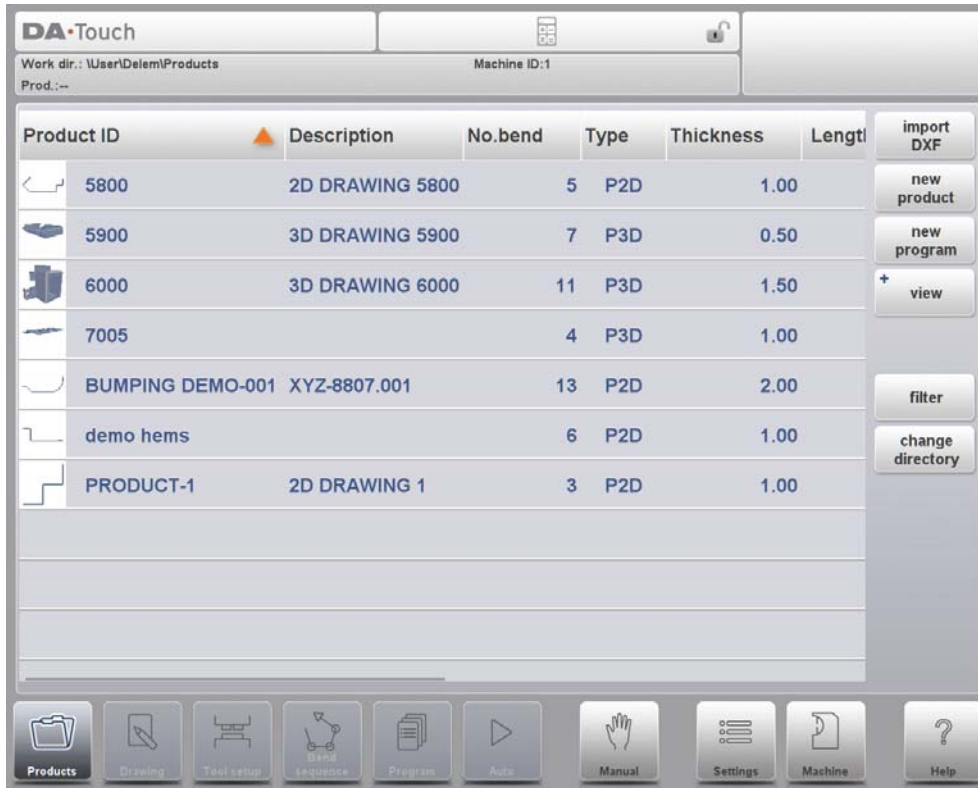 DA·Touch
Work dir.: \User\Delem\Products Machine ID:1
Prod.:--
Product ID Description No.bend Type Thickness Lengtl
5800 2D DRAWING 5800 5 P2D 1.00
5900 3D DRAWING 5900 7 P3D 0.50
6000 3D DRAWING 6000 11 P3D 1.50
7005 4 P3D 1.00
BUMPING DEMO-001 XYZ-8807.001 13 P2D 2.00
demo hems 6 P2D 1.00
PRODUCT-1 2D DRAWING 1 3 P2D 1.00
import
DXF
new
product
new
program
+ view
filter
change
directory
Products Drawing Tool setup Bend
sequence Program Auto Manual Settings Machine Help